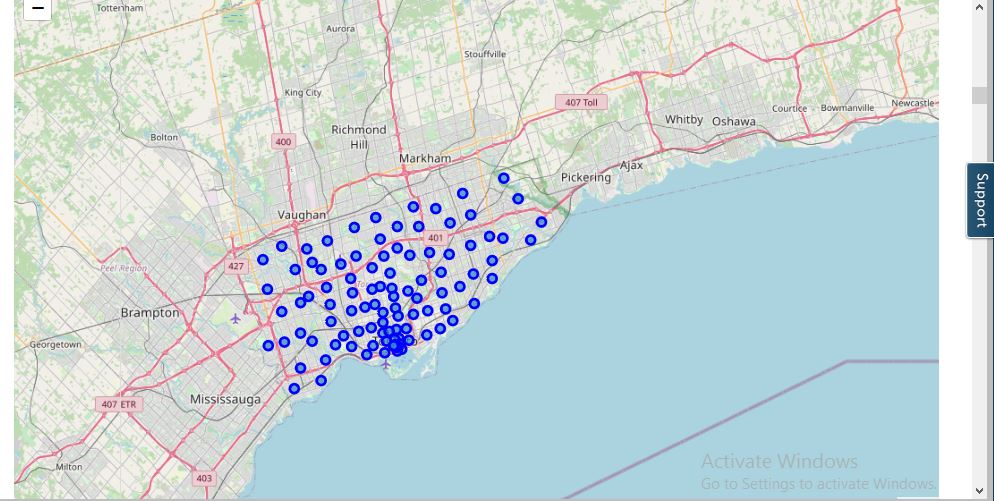 Tottenham
Aurora
Stouffville
King City
407 Toll
Newcastle
Courtice
Bowmanville
Whitby
Oshawa
Bolton
400
Richmond
Hill
Markham
Ajax
Pickering
Support
Vaughan
401
427
Peel Region
Brampton
Georgetown
Mississauga
407 ETR
Milton
403
Activate Windows
Go to Settings to activate Windows.